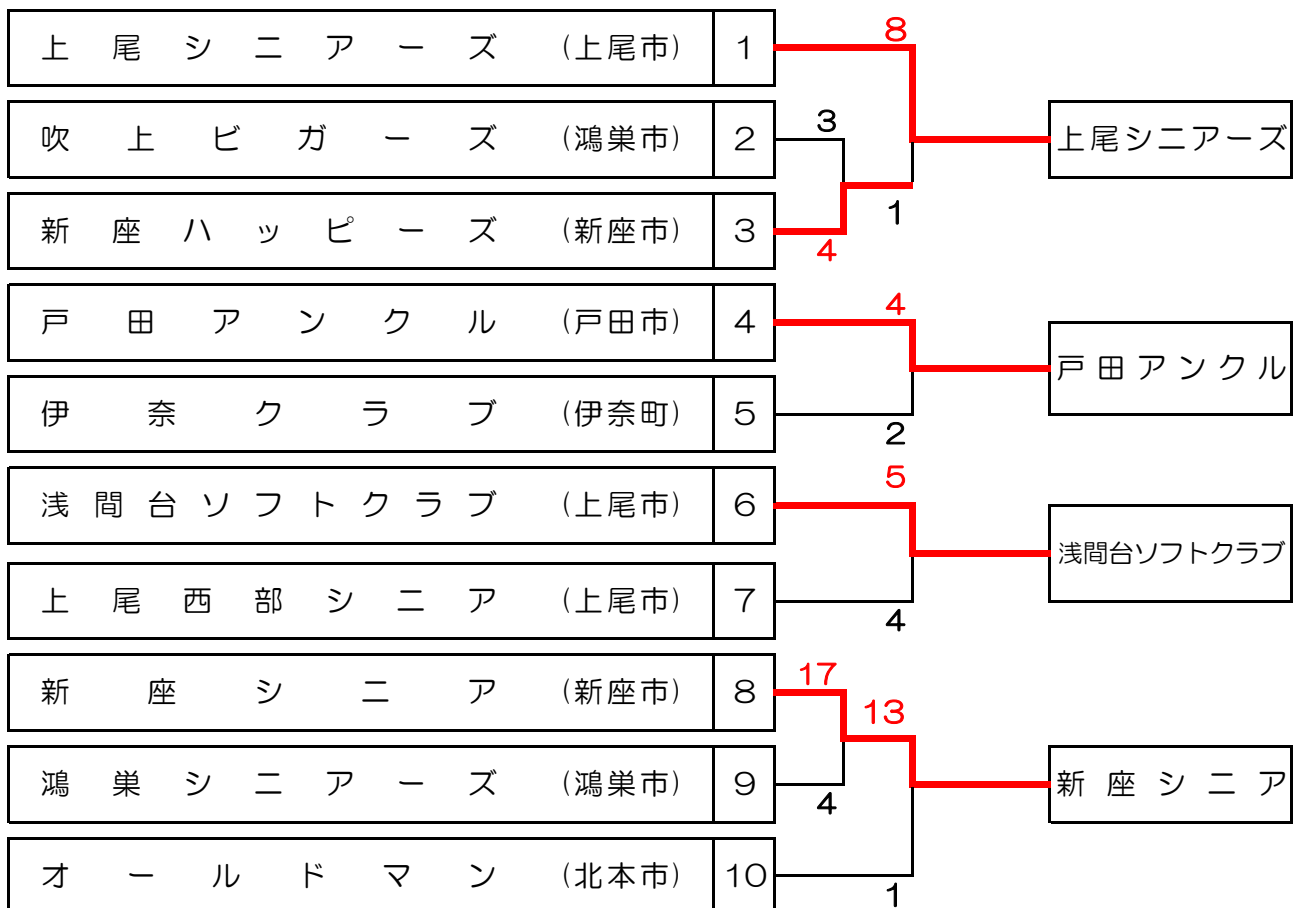 上尾シニアーズ (上尾市) 1
8
吹上ビガーズ (鴻巣市) 2
3
上尾シニアーズ
新座ハッピーズ (新座市) 3
1
4
戸田アンクル (戸田市) 4
4
戸田アンクル
伊奈クラブ (伊奈町) 5
2
浅間台ソフトクラブ (上尾市) 6
5
浅間台ソフトクラブ
上尾西部シニア (上尾市) 7
4
新座シニア (新座市) 8
17
13
鴻巣シニアーズ (鴻巣市) 9
4
新座シニア
オールドマン (北本市) 10
1